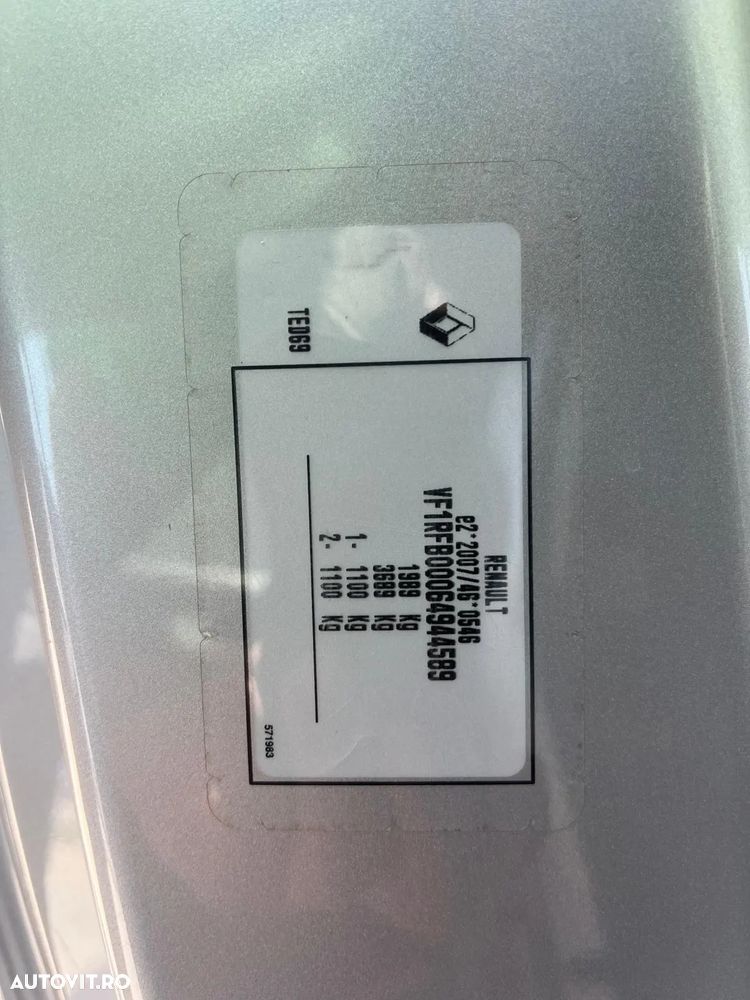 TED69
RENAULT
e2*2007/46*0546
VF1RFB00064944589
1989 Kg
3689 Kg
1- 1100 Kg
2- 1100 Kg
571983
AUTOVIT.RO